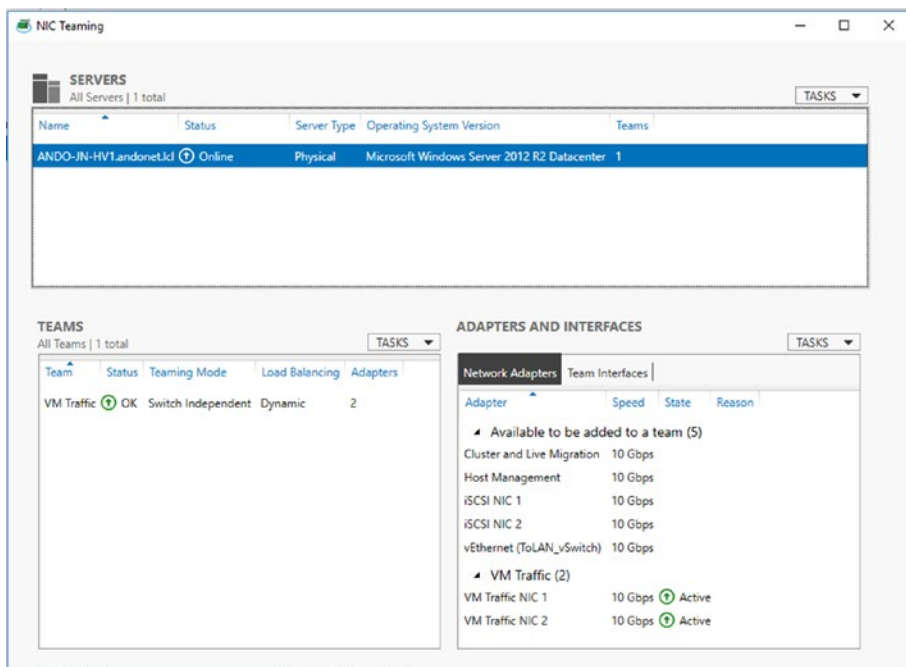 NIC Teaming
SERVERS
All Servers | 1 total
TASKS
Name Status Server Type Operating System Version Teams
ANDO-JN-HV1.andonet.lcl Online Physical Microsoft Windows Server 2012 R2 Datacenter 1
TEAMS
All Teams | 1 total
TASKS
Team Status Teaming Mode Load Balancing Adapters
VM Traffic OK Switch Independent Dynamic 2
ADAPTERS AND INTERFACES
TASKS
Network Adapters Team Interfaces
Adapter Speed State Reason
Available to be added to a team (5)
Cluster and Live Migration 10 Gbps
Host Management 10 Gbps
iSCSI NIC 1 10 Gbps
iSCSI NIC 2 10 Gbps
vEthernet (ToLAN_vSwitch) 10 Gbps
VM Traffic (2)
VM Traffic NIC 1 10 Gbps Active
VM Traffic NIC 2 10 Gbps Active